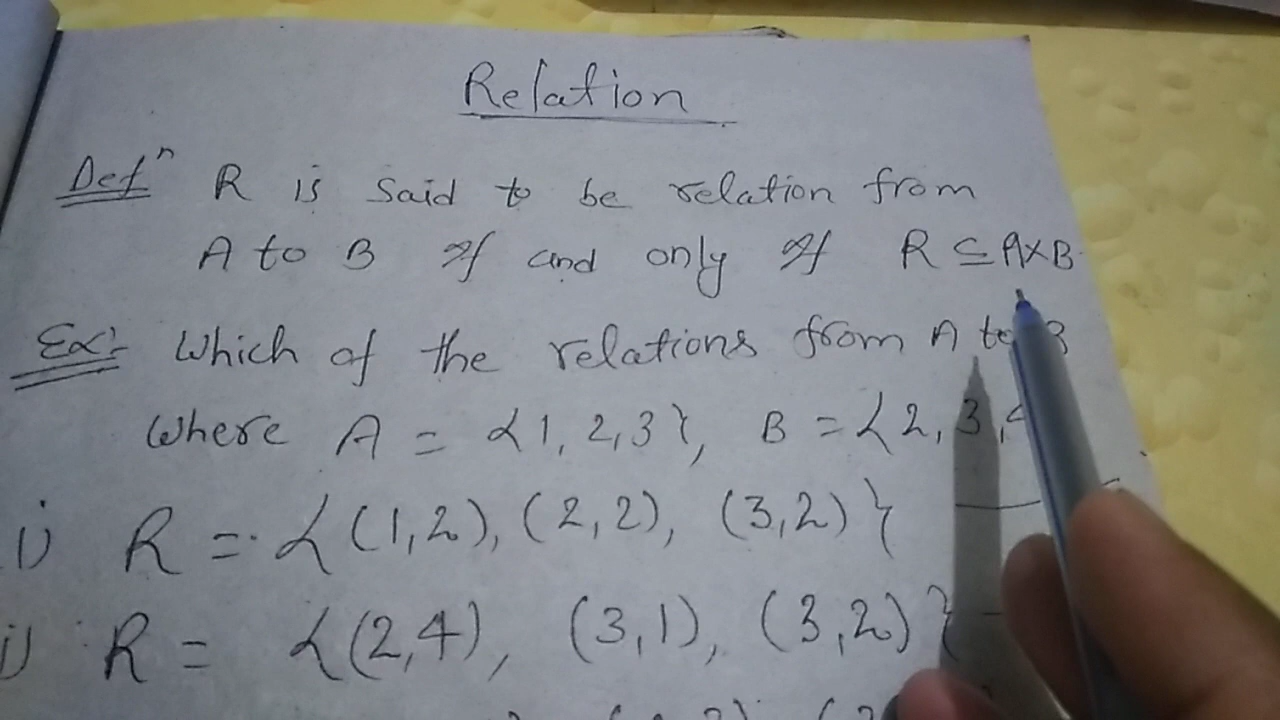 Relation
Defⁿ R is said to be relation from
A to B if and only if R ⊆ A×B
Ex:- Which of the relations from A to B
Where A = {1, 2, 3}, B = {2, 3, 4
i) R = {(1,2), (2,2), (3,2)}
i) R = {(2,4), (3,1), (3,2)}